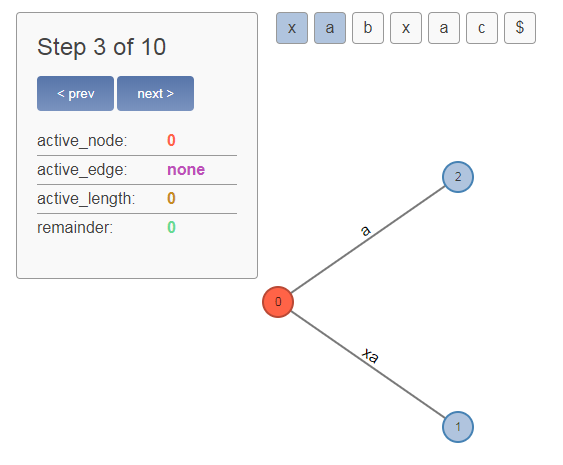 Step 3 of 10
< prev next >
active_node: 0
active_edge: none
active_length: 0
remainder: 0
x a b x a c $
2
a
0
xa
1